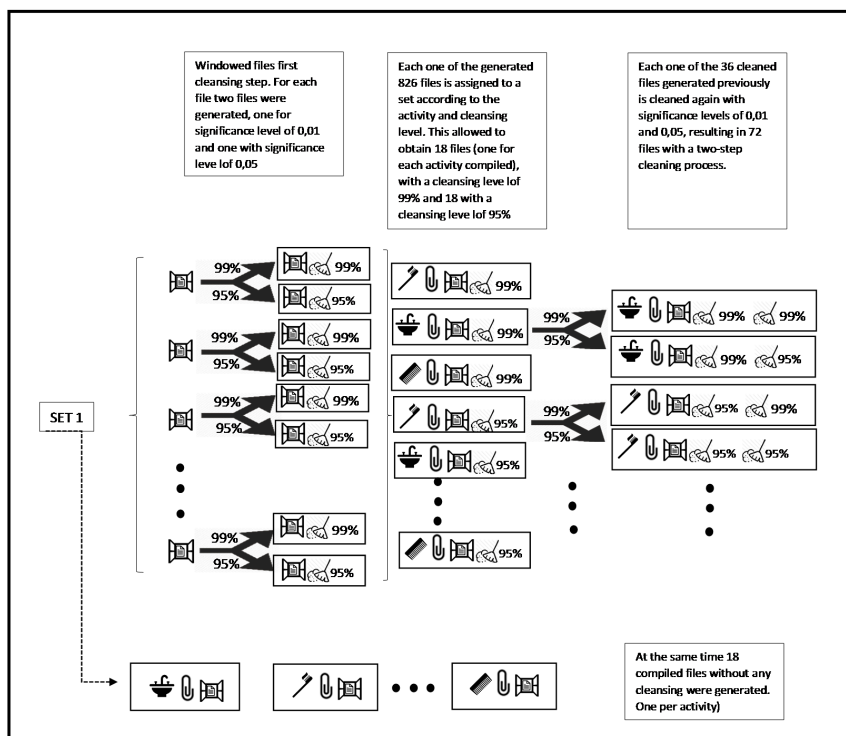 Windowed files first
cleansing step. For each
file two files were
generated, one for
significance level of 0,01
and one with significance
leve lof 0,05
Each one of the generated
826 files is assigned to a
set according to the
activity and cleansing
level. This allowed to
obtain 18 files (one for
each activity compiled),
with a cleansing leve lof
99% and 18 with a
cleansing leve lof 95%
Each one of the 36 cleaned
files generated previously
is cleaned again with
significance levels of 0,01
and 0,05, resulting in 72
files with a two-step
cleaning process.
SET 1
99%
95%
99%
95%
99%
95%
99%
95%
99%
95%
99%
95%
99%
95%
99%
95%
99%
99%
99%
95%
95%
95%
99%
95%
99%
95%
99% 99%
99% 95%
95% 99%
95% 95%
At the same time 18
compiled files without any
cleansing were generated.
One per activity)